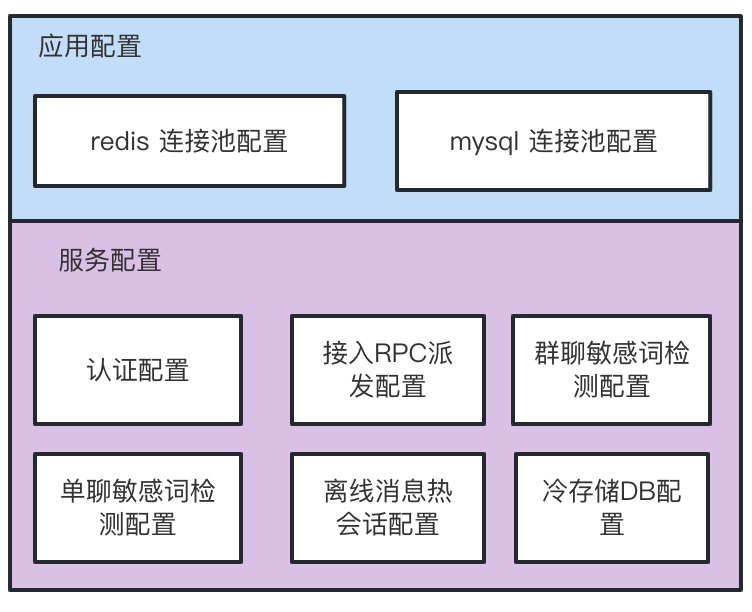 应用配置
redis 连接池配置
mysql 连接池配置
服务配置
认证配置
接入RPC派
发配置
群聊敏感词检
测配置
单聊敏感词检
测配置
离线消息热
会话配置
冷存储DB配
置